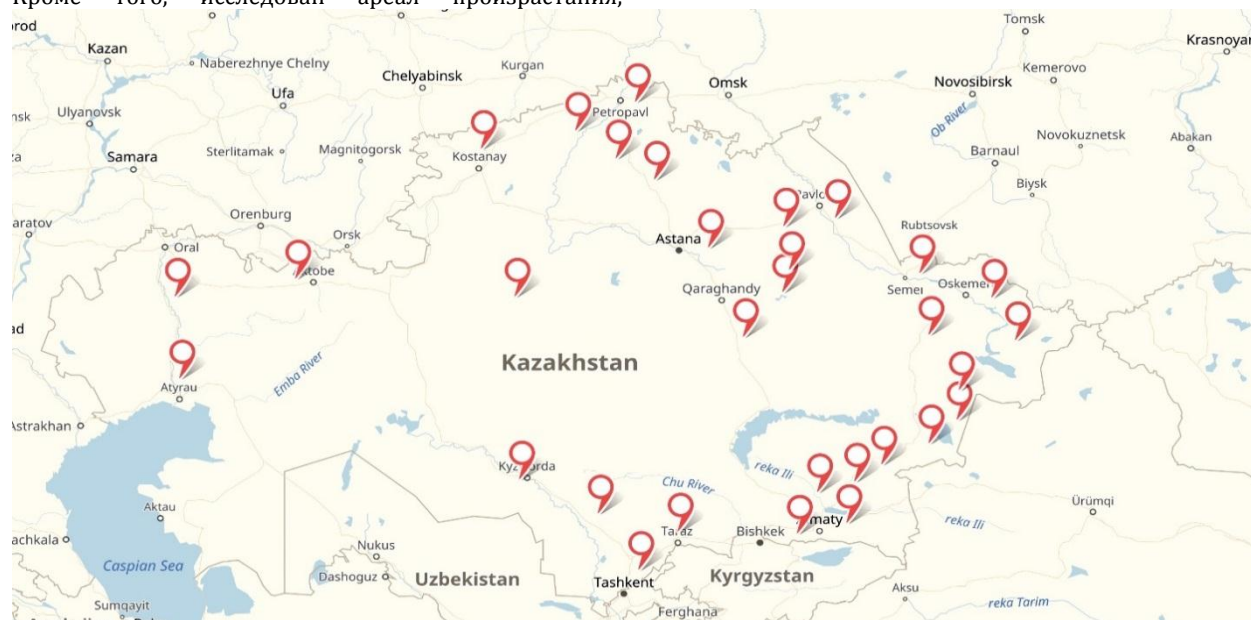 Кроме того, исследован ареал произрастания,
Tomsk
Kazan
Krasnoyar
Naberezhnye Chelny
Kurgan
Chelyabinsk
Omsk
Novosibirsk
Kemerovo
Ufa
Ulyanovsk
Petropavl
Ob River
Novokuznetsk
Abakan
Samara
Sterlitamak
Magnitogorsk
Kostanay
Barnaul
Biysk
Orenburg
Orsk
Rubtsovsk
Oral
Astana
Qaraghandy
Semei
Oskemen
Kazakhstan
Emba River
Atyrau
Astrakhan
reka Ili
Chu River
Aktau
Taraz
Bishkek
Ürümqi
reka Ili
Nukus
Caspian Sea
Dashoguz
Uzbekistan
Tashkent
Kyrgyzstan
Aksu
reka Tarim
Sumqayit
Ferghana